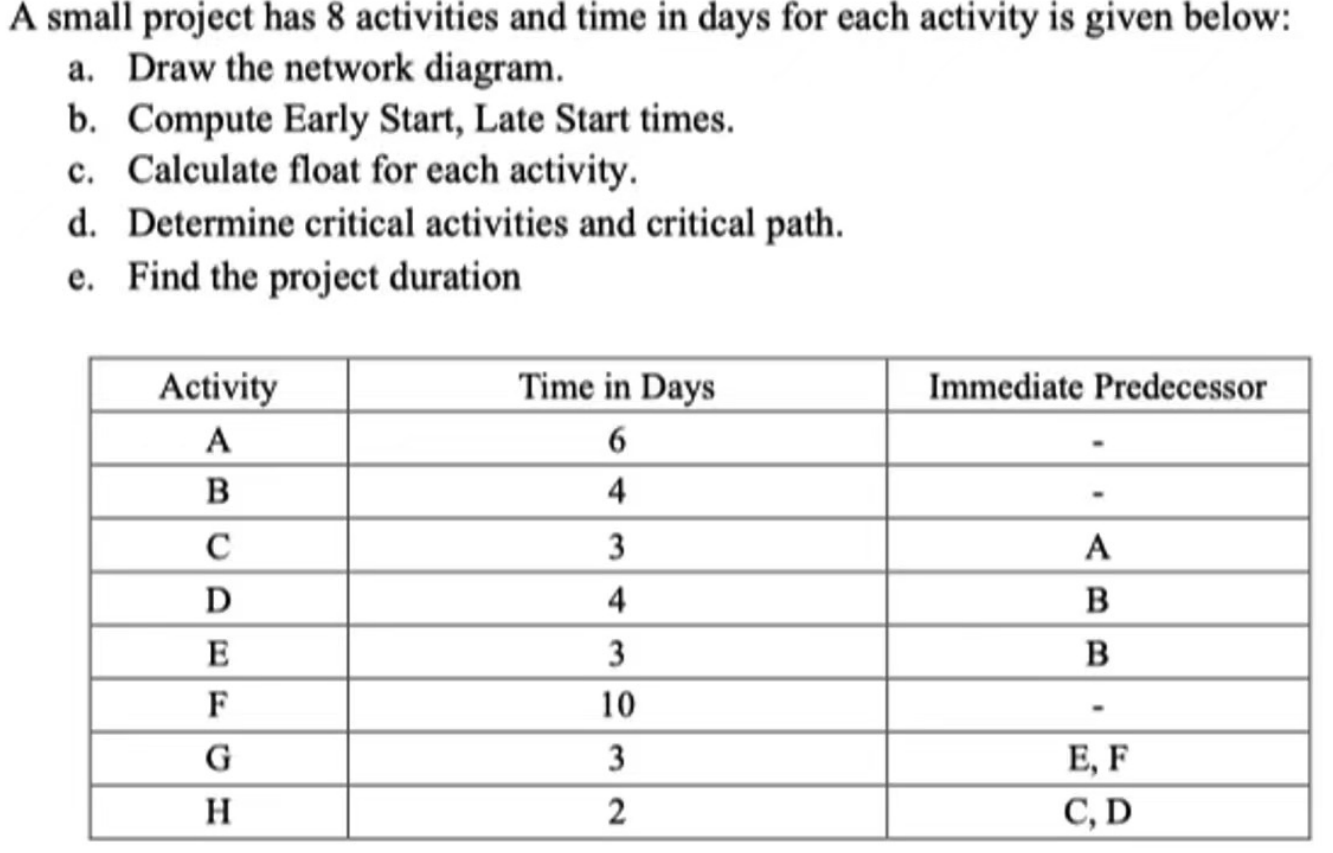 A small project has 8 activities and time in days for each activity is given below:
a. Draw the network diagram.
b. Compute Early Start, Late Start times.
c. Calculate float for each activity.
d. Determine critical activities and critical path.
e. Find the project duration
Activity Time in Days Immediate Predecessor
A 6 -
B 4 -
C 3 A
D 4 B
E 3 B
F 10 -
G 3 E, F
H 2 C, D